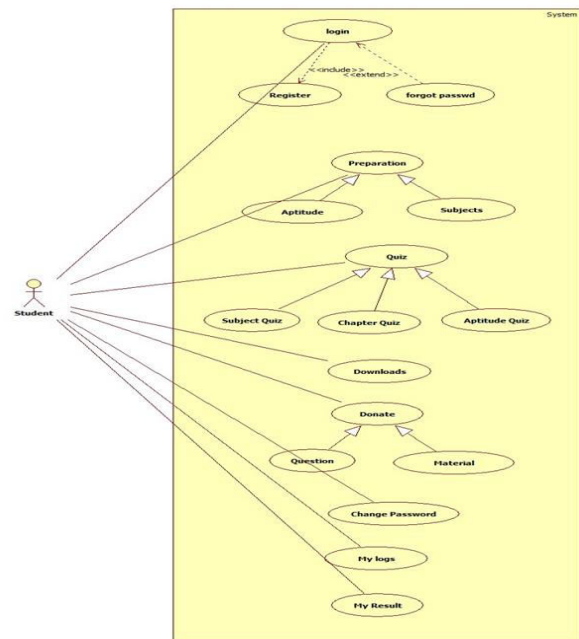 System
login
<<include>>
<<extend>>
Register
forgot passwd
Preparation
Aptitude
Subjects
Quiz
Student
Subject Quiz
Chapter Quiz
Aptitude Quiz
Downloads
Donate
Question
Material
Change Password
My logs
My Result